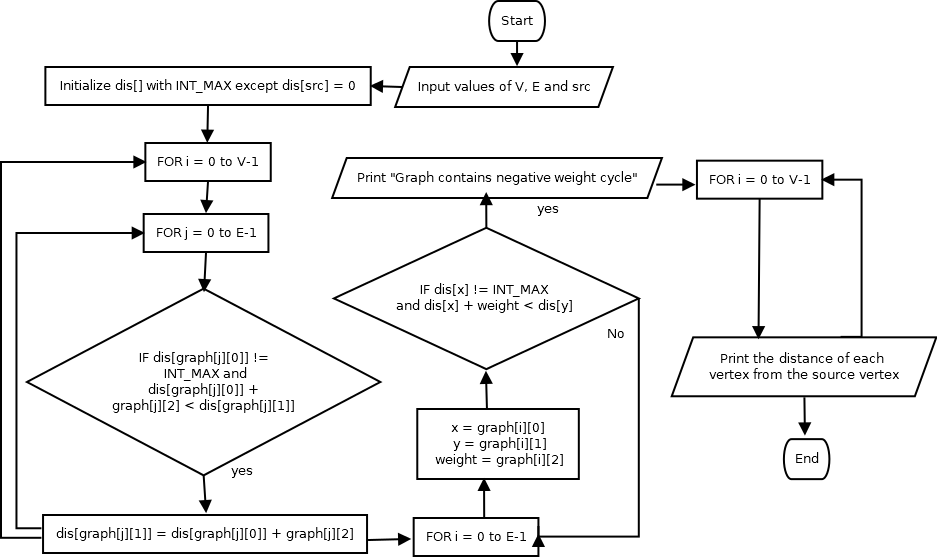 Start
Input values of V, E and src
Initialize dis[] with INT_MAX except dis[src] = 0
FOR i = 0 to V-1
FOR j = 0 to E-1
IF dis[graph[j][0]] !=
INT_MAX and
dis[graph[j][0]] +
graph[j][2] < dis[graph[j][1]]
yes
dis[graph[j][1]] = dis[graph[j][0]] + graph[j][2]
FOR i = 0 to E-1
x = graph[i][0]
y = graph[i][1]
weight = graph[i][2]
IF dis[x] != INT_MAX
and dis[x] + weight < dis[y]
No
yes
Print "Graph contains negative weight cycle"
FOR i = 0 to V-1
Print the distance of each
vertex from the source vertex
End